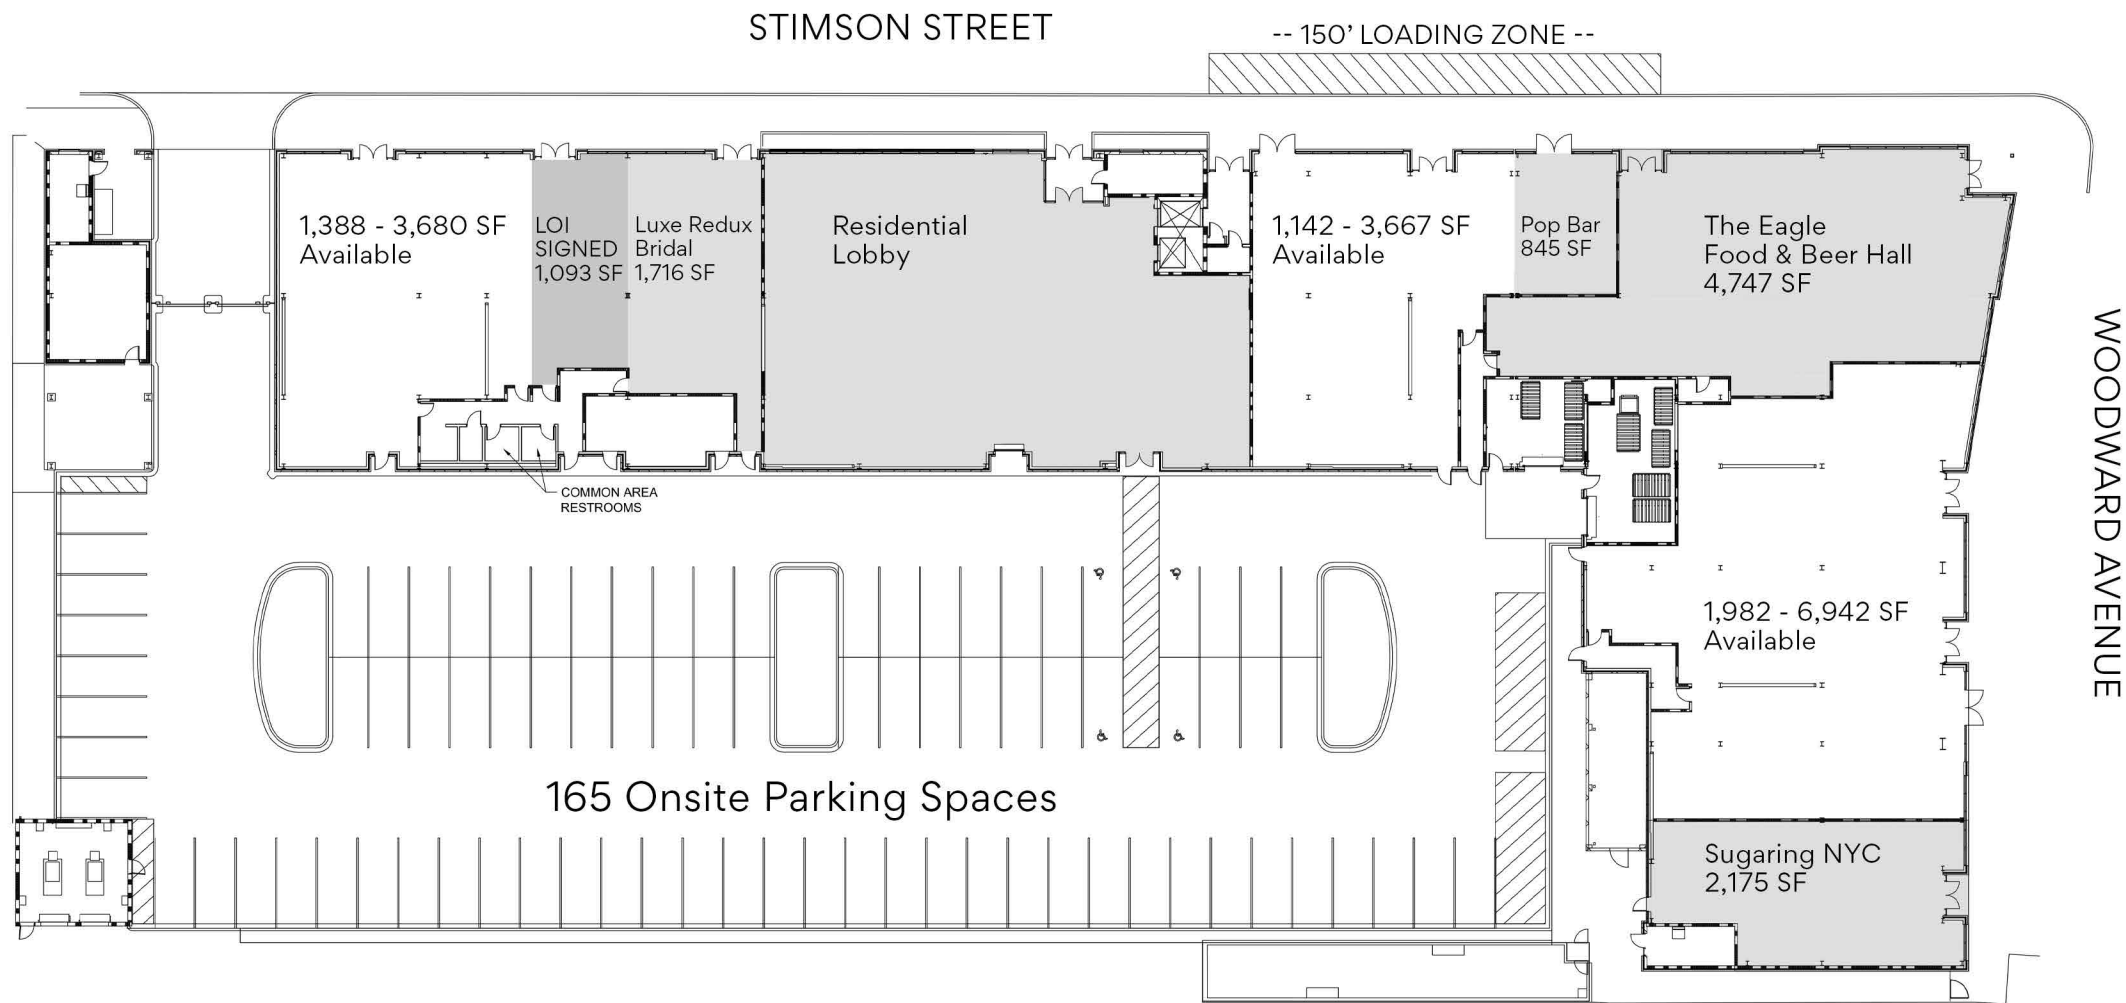 STIMSON STREET
-- 150’ LOADING ZONE --
1,388 - 3,680 SF
Available
LOI
SIGNED
1,093 SF
Luxe Redux
Bridal
1,716 SF
Residential
Lobby
1,142 - 3,667 SF
Available
Pop Bar
845 SF
The Eagle
Food & Beer Hall
4,747 SF
WOODWARD AVENUE
COMMON AREA
RESTROOMS
1,982 - 6,942 SF
Available
165 Onsite Parking Spaces
Sugaring NYC
2,175 SF